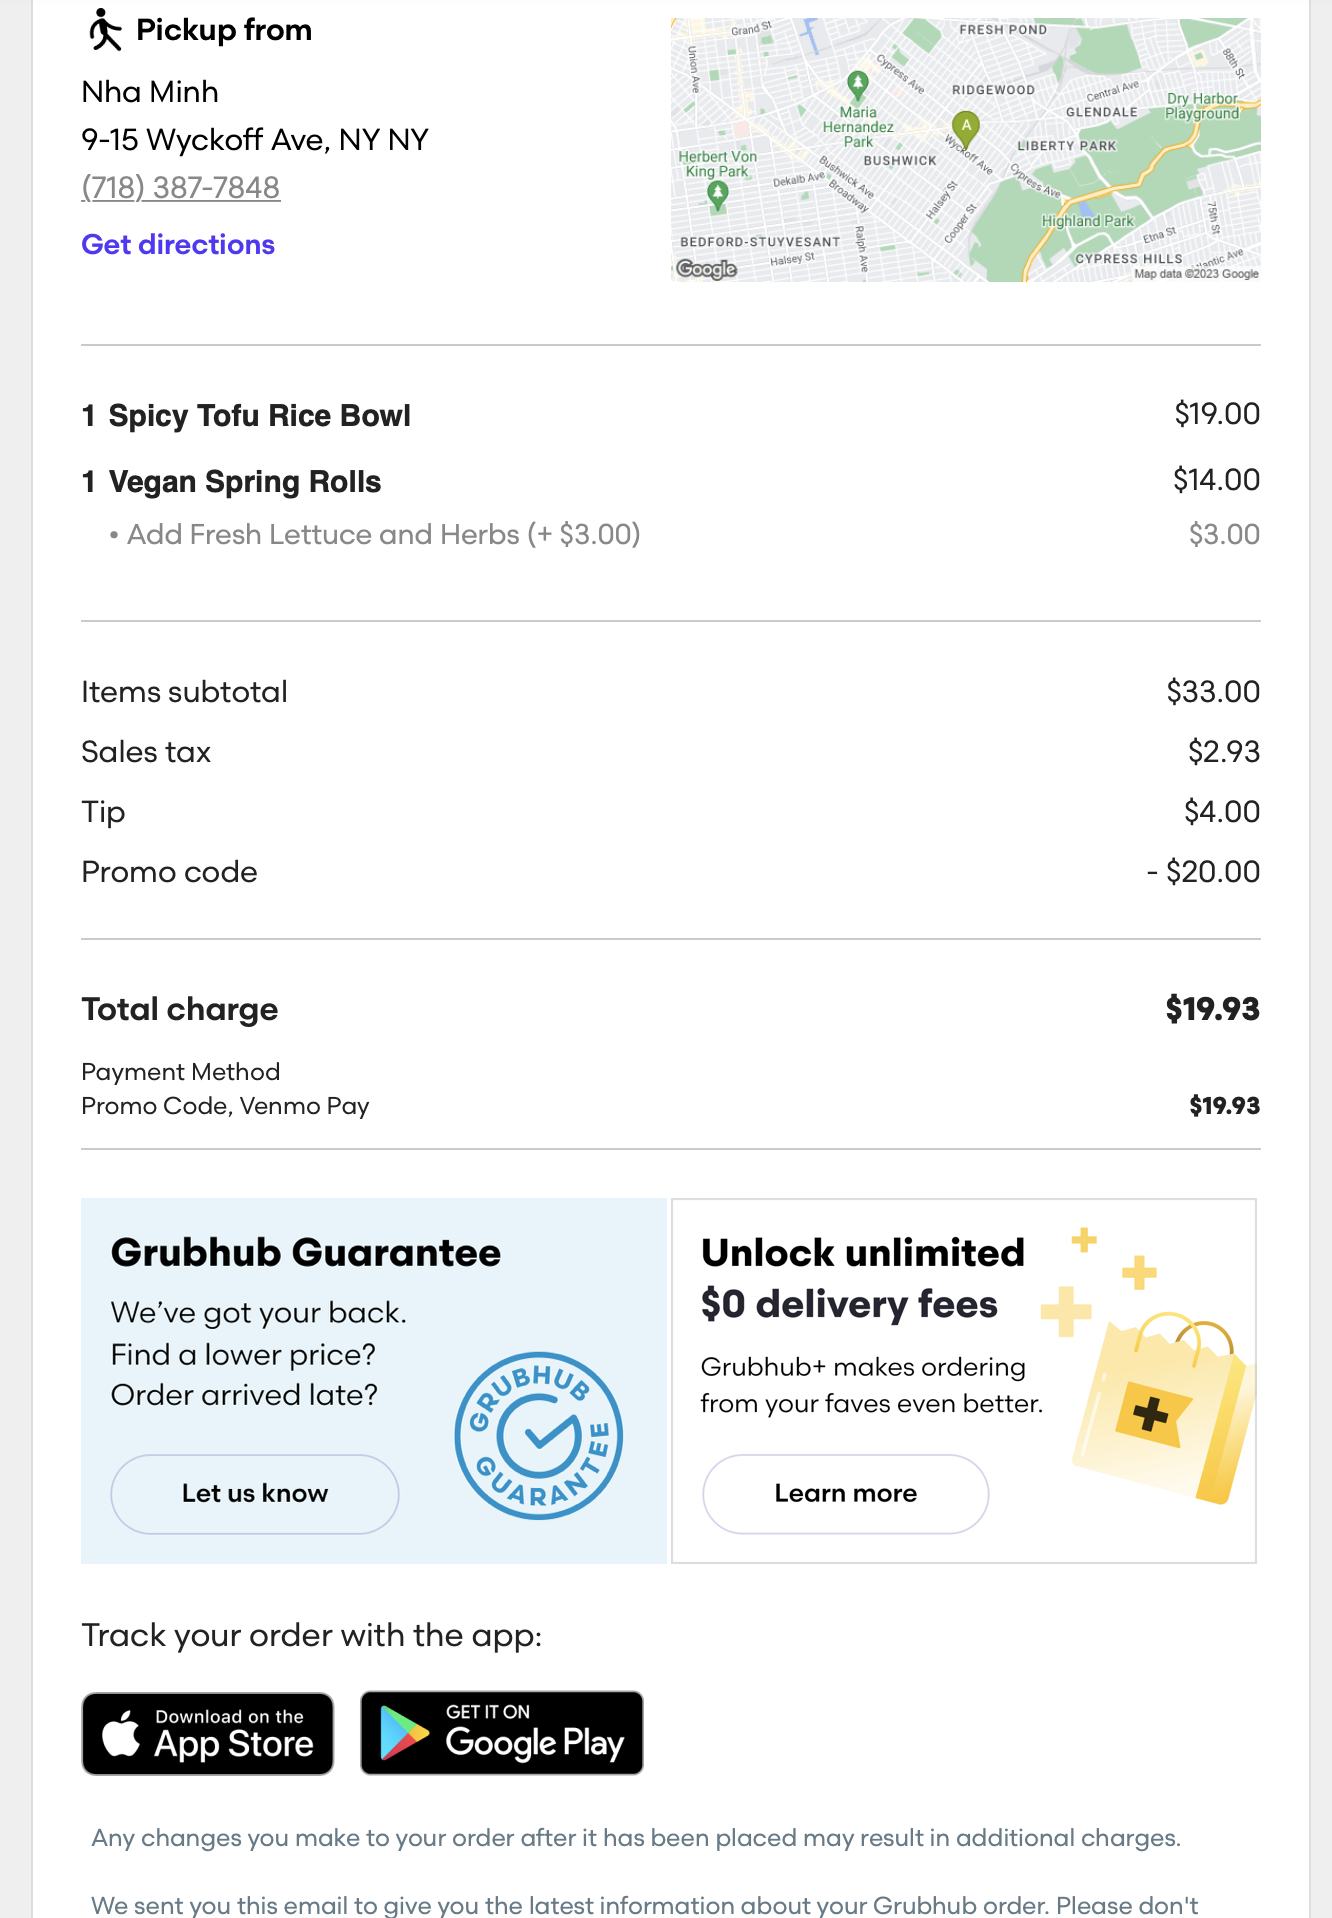 Pickup from
Nha Minh
9-15 Wyckoff Ave, NY NY
(718) 387-7848
Get directions
Grand St
FRESH POND
Union Ave
Cypress Ave
88th St
RIDGEWOOD
Central Ave
GLENDALE
Dry Harbor
Playground
Maria
Hernandez
Park
A
Wyckoff Ave
LIBERTY PARK
BUSHWICK
Herbert Von
King Park
Dekalb Ave
Bushwick Ave
Broadway
Halsey St
Cypress Ave
Cooper St
Highland Park
75th St
Etna St
BEDFORD-STUYVESANT
Halsey St
Ralph Ave
CYPRESS HILLS
lantic Ave
Google
Map data ©2023 Google
1 Spicy Tofu Rice Bowl $19.00
1 Vegan Spring Rolls $14.00
• Add Fresh Lettuce and Herbs (+ $3.00) $3.00
Items subtotal $33.00
Sales tax $2.93
Tip $4.00
Promo code - $20.00
Total charge $19.93
Payment Method
Promo Code, Venmo Pay $19.93
Grubhub Guarantee
We’ve got your back.
Find a lower price?
Order arrived late?
Let us know
GRUBHUB GUARANTEE
Unlock unlimited
$0 delivery fees
Grubhub+ makes ordering
from your faves even better.
Learn more
Track your order with the app:
Download on the
App Store
GET IT ON
Google Play
Any changes you make to your order after it has been placed may result in additional charges.
We sent you this email to give you the latest information about your Grubhub order. Please don't